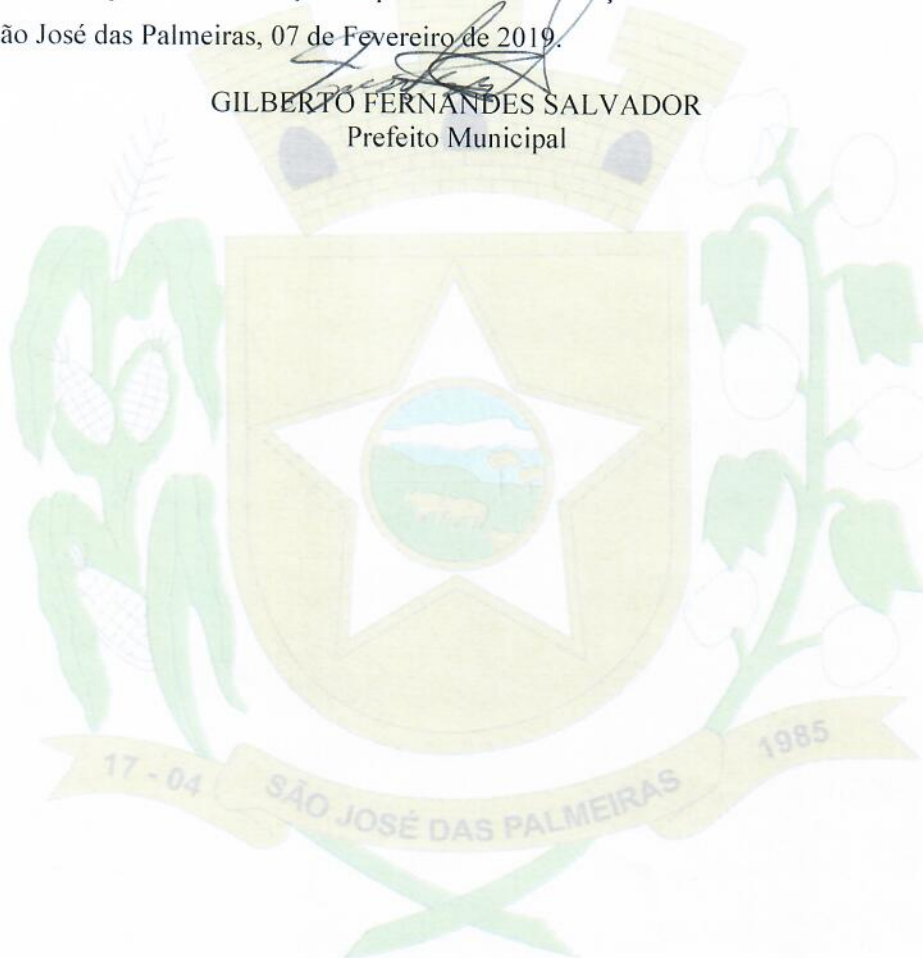 ão José das Palmeiras, 07 de Fevereiro de 2019.
GILBERTO FERNANDES SALVADOR
Prefeito Municipal
17 - 04
SÃO JOSÉ DAS PALMEIRAS
1985